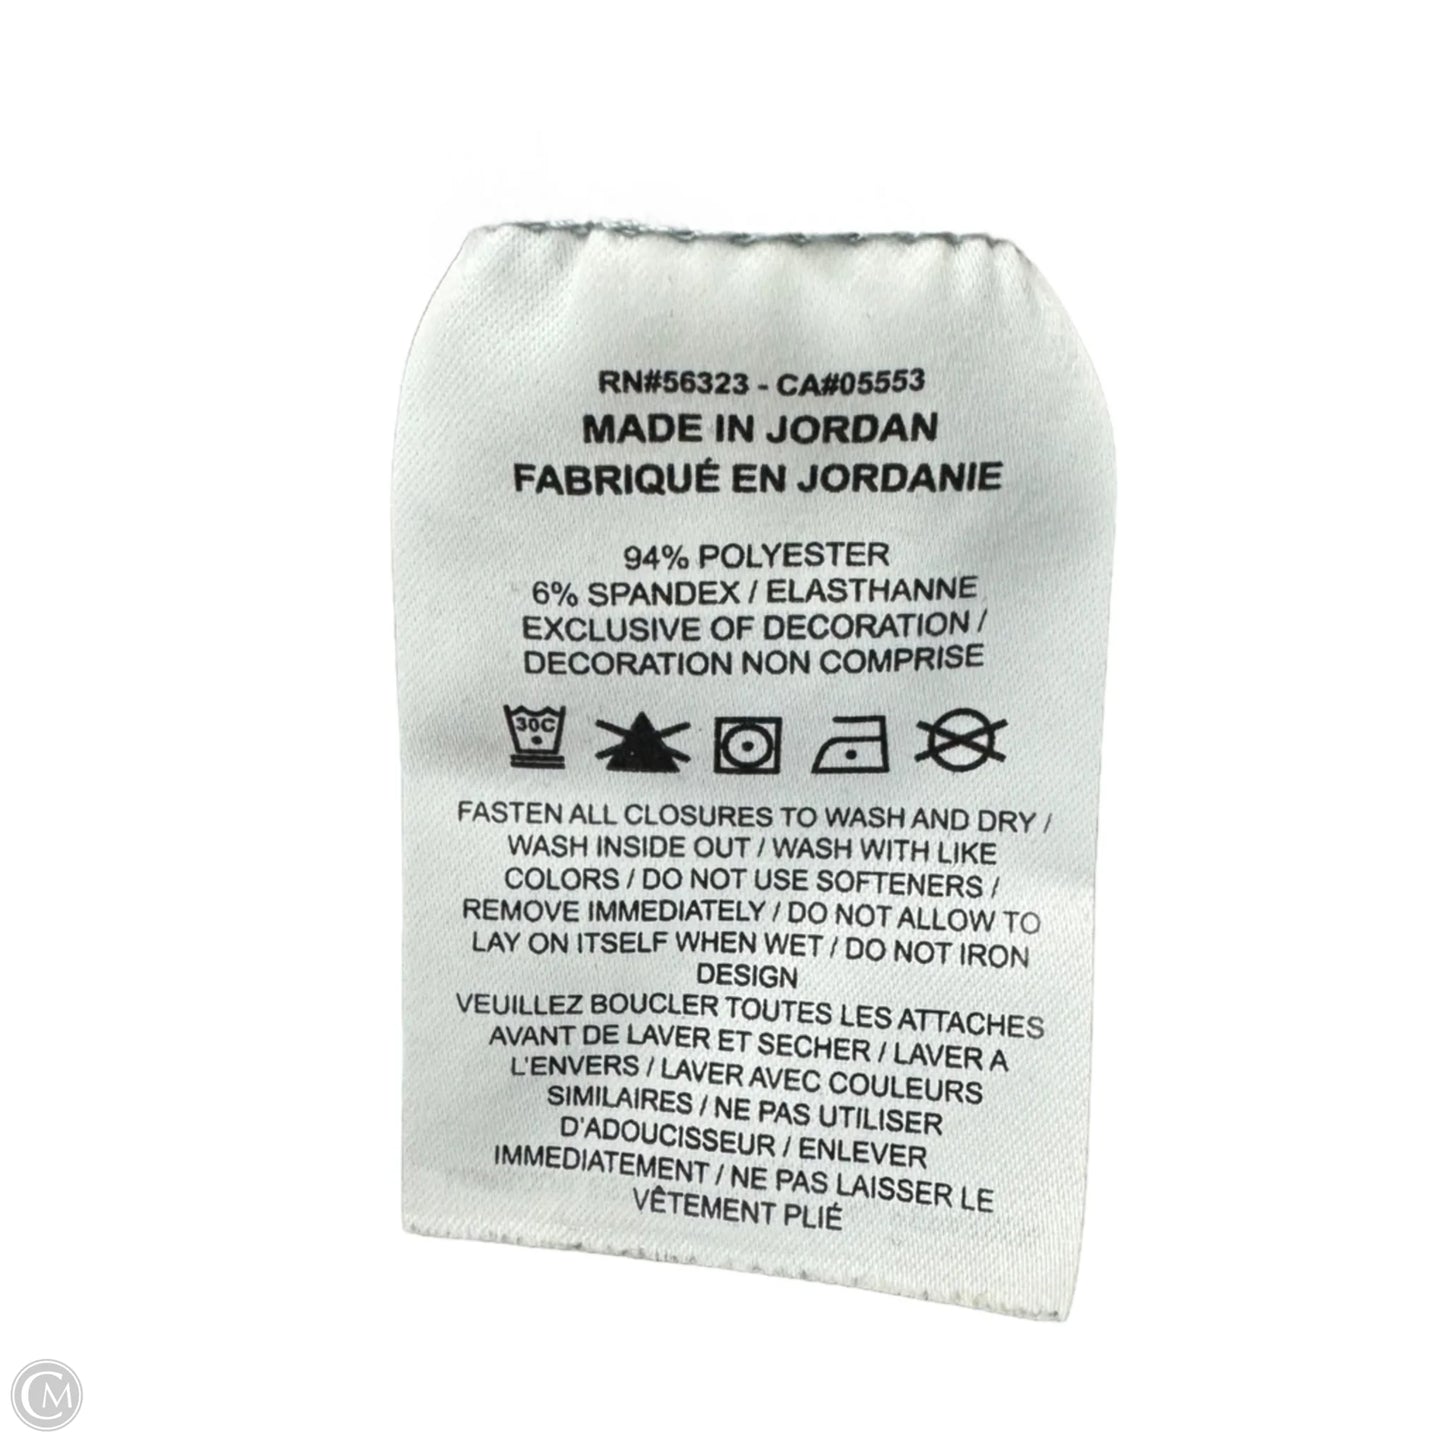 RN#56323 - CA#05553
MADE IN JORDAN
FABRIQUÉ EN JORDANIE
94% POLYESTER
6% SPANDEX / ELASTHANNE
EXCLUSIVE OF DECORATION /
DECORATION NON COMPRISE
30C
FASTEN ALL CLOSURES TO WASH AND DRY /
WASH INSIDE OUT / WASH WITH LIKE
COLORS / DO NOT USE SOFTENERS /
REMOVE IMMEDIATELY / DO NOT ALLOW TO
LAY ON ITSELF WHEN WET / DO NOT IRON
DESIGN
VEUILLEZ BOUCLER TOUTES LES ATTACHES
AVANT DE LAVER ET SECHER / LAVER A
L'ENVERS / LAVER AVEC COULEURS
SIMILAIRES / NE PAS UTILISER
D'ADOUCISSEUR / ENLEVER
IMMEDIATEMENT / NE PAS LAISSER LE
VÊTEMENT PLIÉ
CM